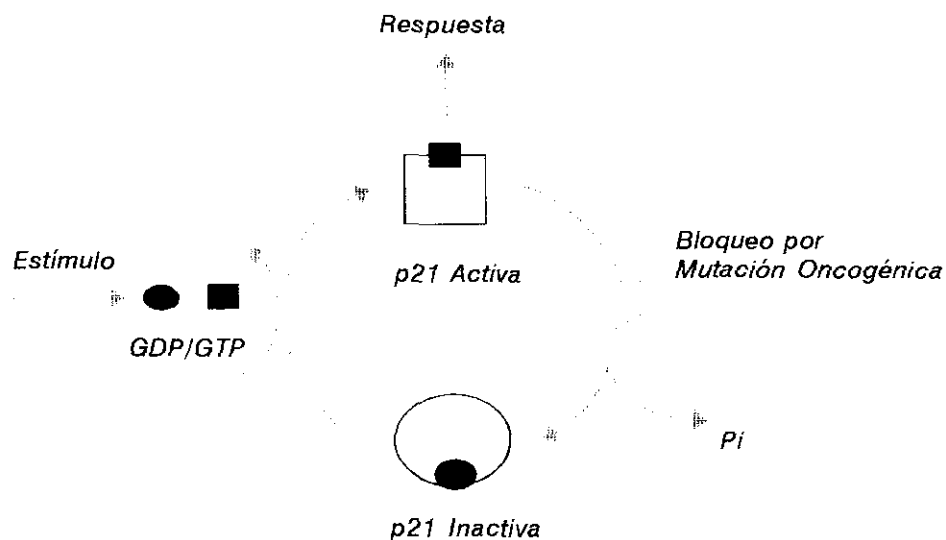 Respuesta
Estímulo
GDP/GTP
p21 Activa
Bloqueo por
Mutación Oncogénica
Pi
p21 Inactiva